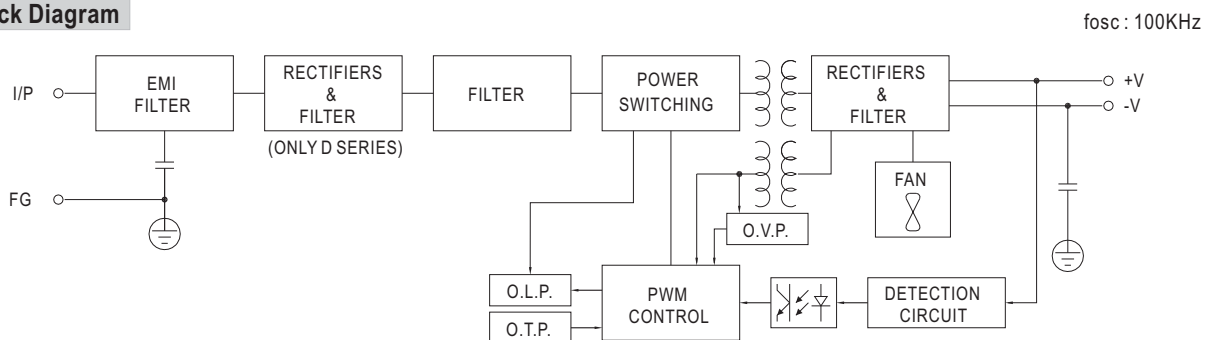 ck Diagram
fosc : 100KHz
I/P
EMI
FILTER
RECTIFIERS
&
FILTER
(ONLY D SERIES)
FILTER
POWER
SWITCHING
RECTIFIERS
&
FILTER
+V
-V
FG
FAN
O.V.P.
O.L.P.
O.T.P.
PWM
CONTROL
DETECTION
CIRCUIT